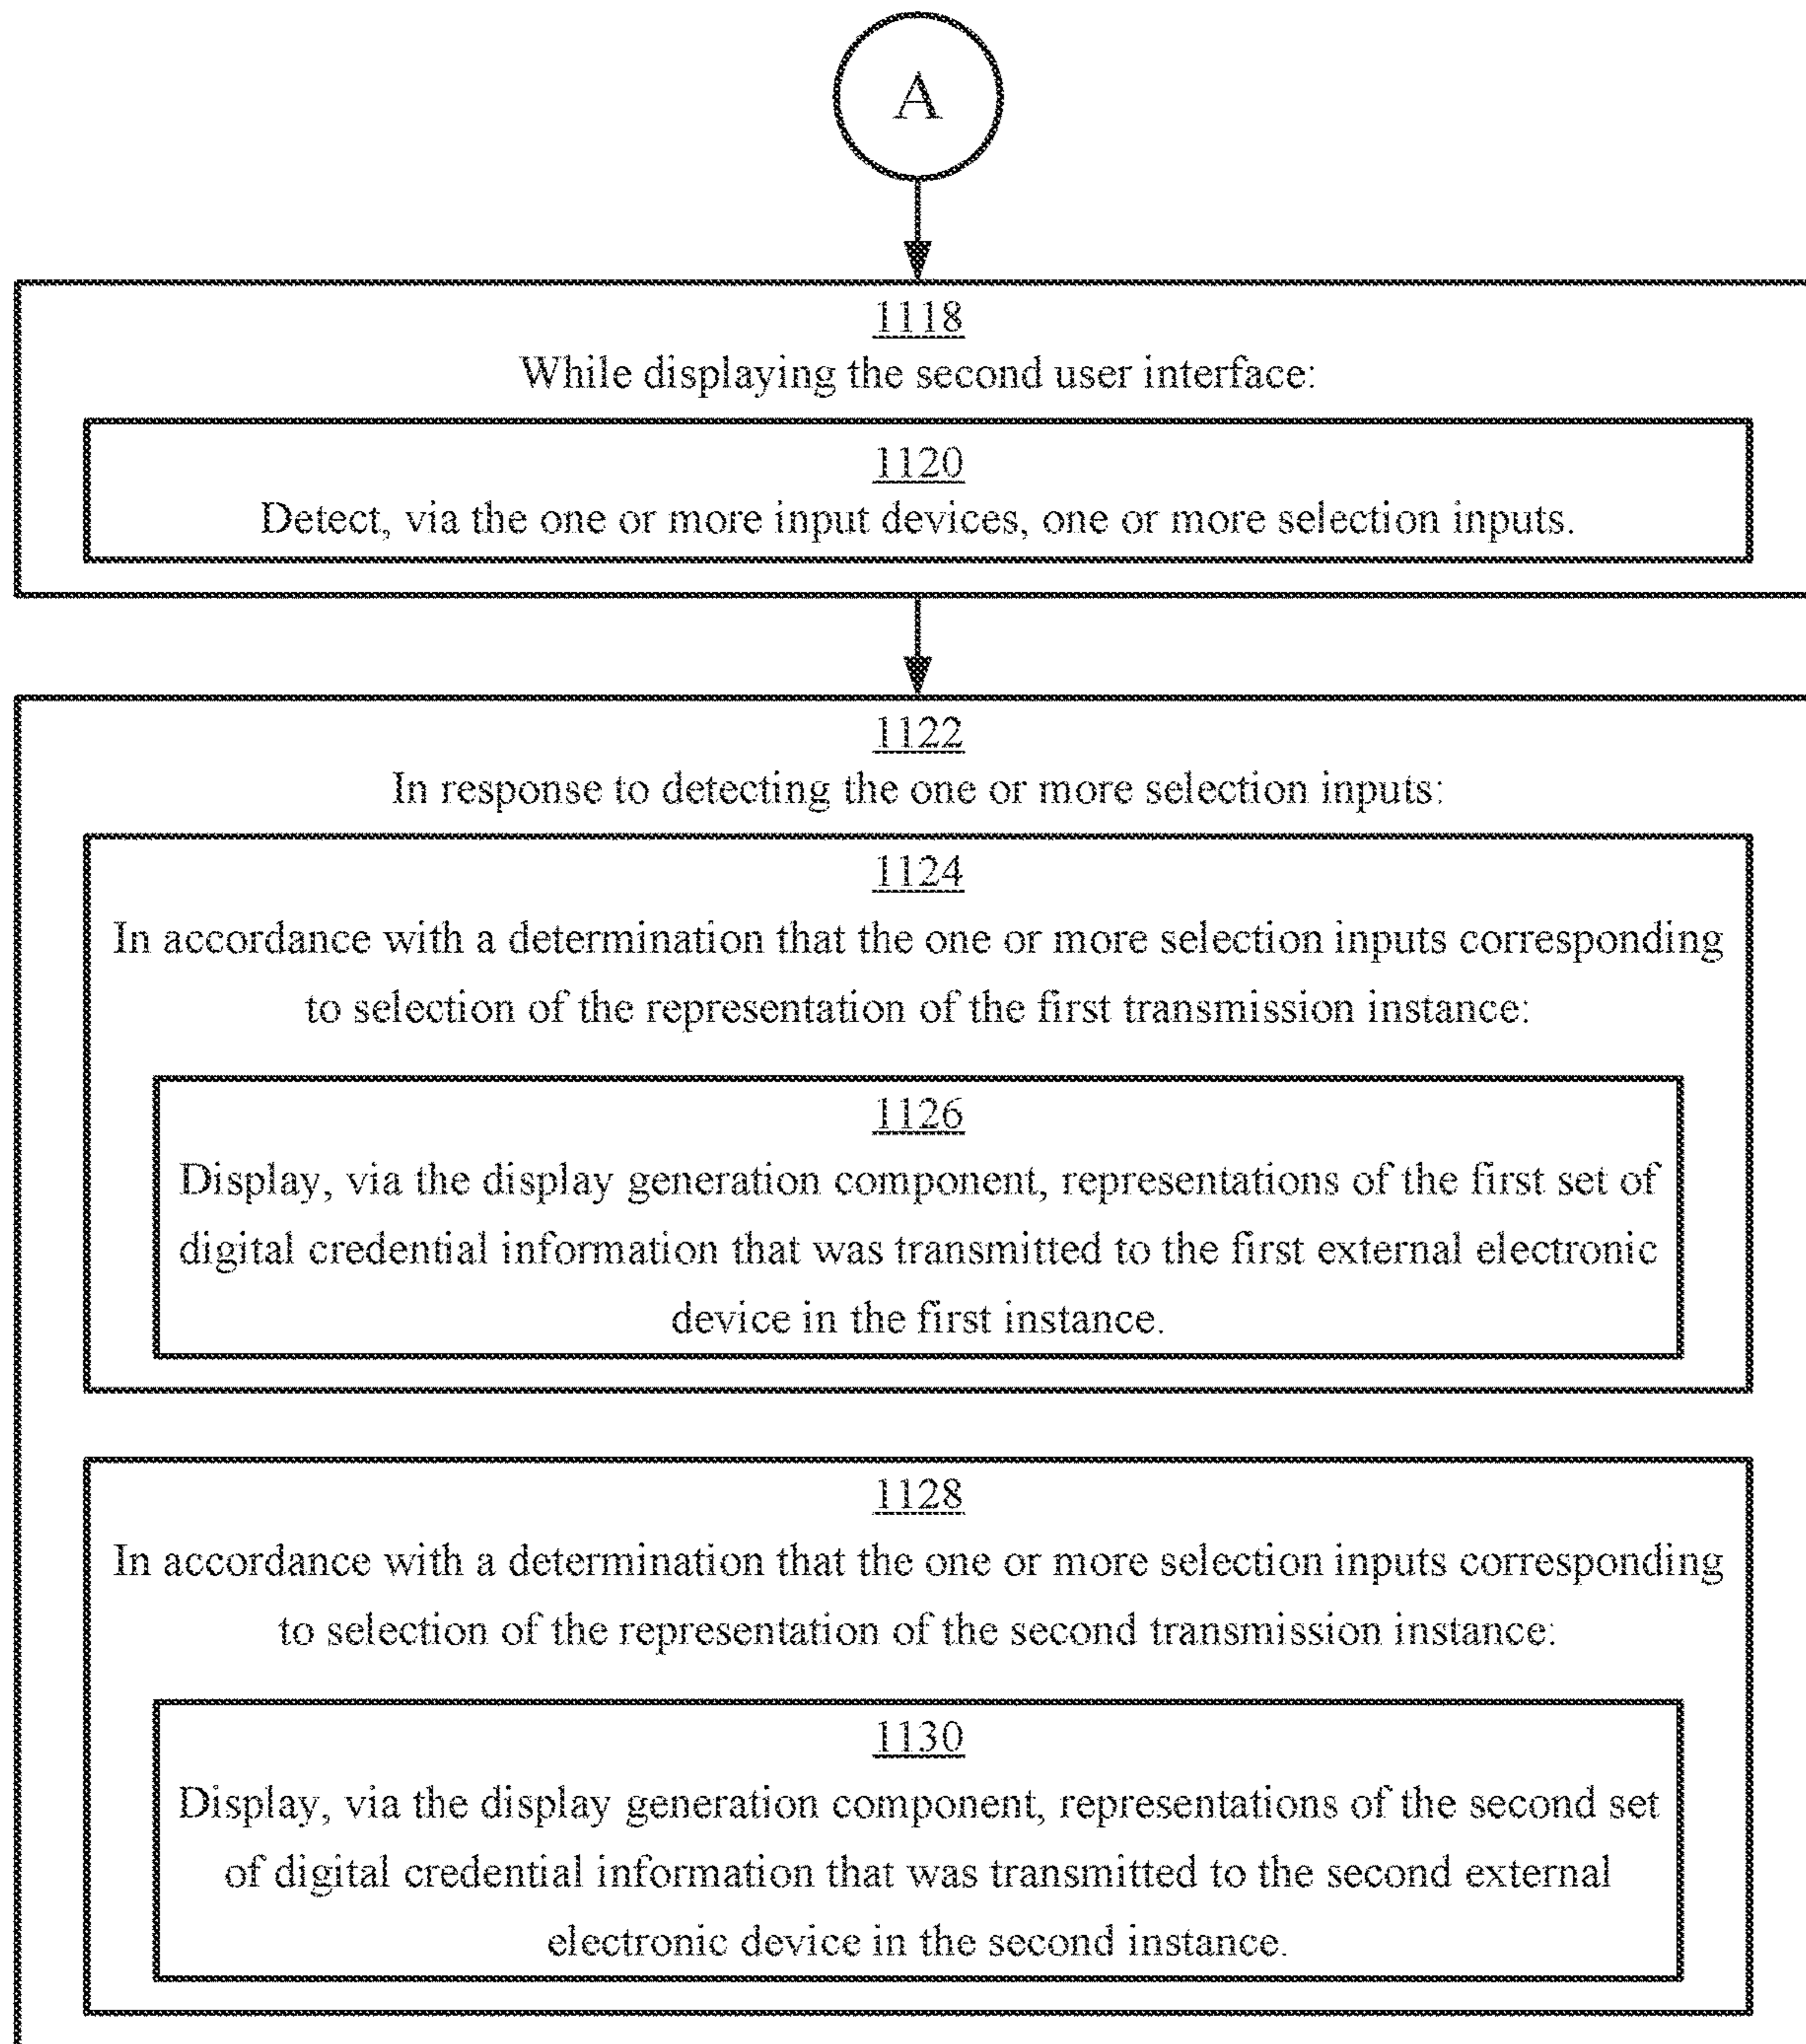 A
1118
While displaying the second user interface:
1120
Detect, via the one or more input devices, one or more selection inputs.
1122
In response to detecting the one or more selection inputs:
1124
In accordance with a determination that the one or more selection inputs corresponding
to selection of the representation of the first transmission instance:
1126
Display, via the display generation component, representations of the first set of
digital credential information that was transmitted to the first external electronic
device in the first instance.
1128
In accordance with a determination that the one or more selection inputs corresponding
to selection of the representation of the second transmission instance:
1130
Display, via the display generation component, representations of the second set
of digital credential information that was transmitted to the second external
electronic device in the second instance.